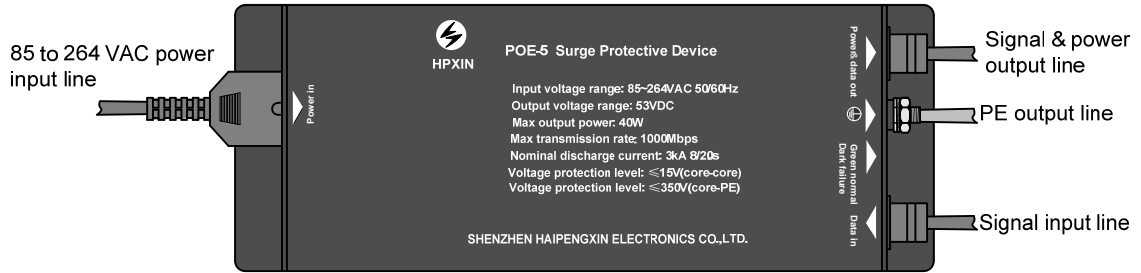 85 to 264 VAC power
input line
Power in
HPXIN
POE-5 Surge Protective Device
Input voltage range: 85~264VAC 50/60Hz
Output voltage range: 53VDC
Max output power: 40W
Max transmission rate: 1000Mbps
Nominal discharge current: 3kA 8/20s
Voltage protection level: ≤15V(core-core)
Voltage protection level: ≤350V(core-PE)
SHENZHEN HAIPENGXIN ELECTRONICS CO.,LTD.
Power& data out
Green normal
Dark failure
Data in
Signal & power
output line
PE output line
Signal input line